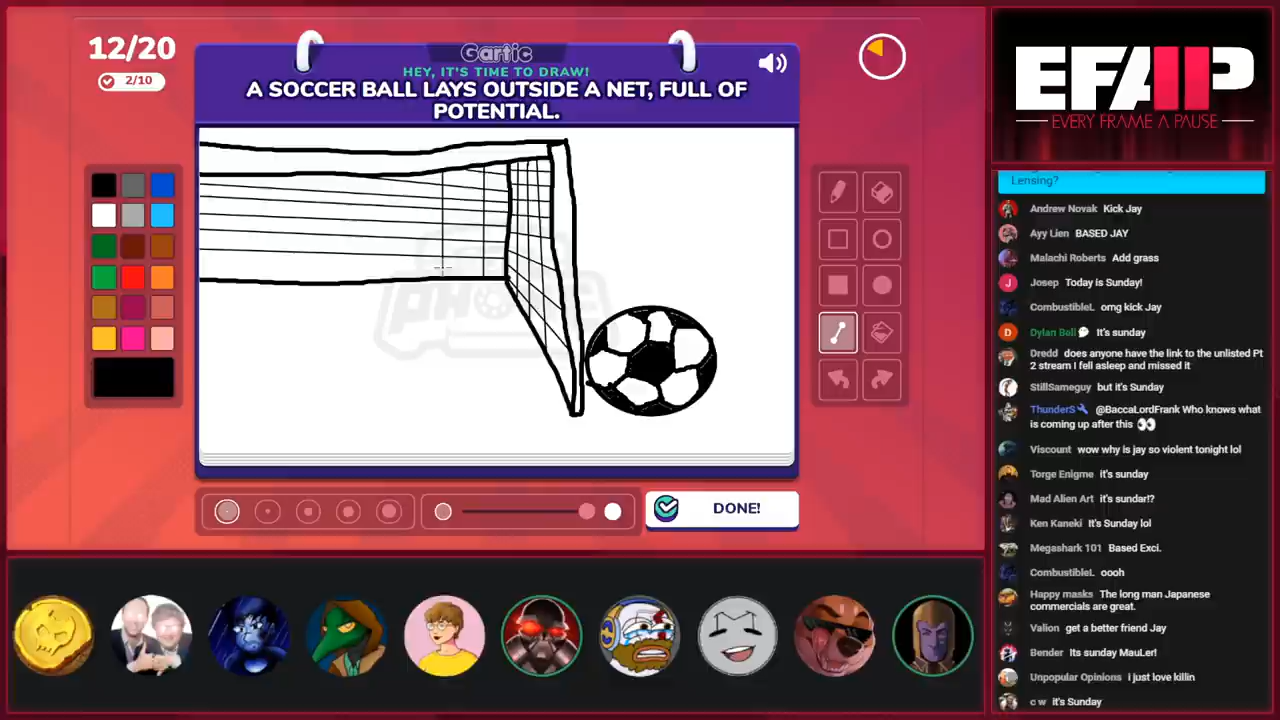 12/20
2/10
Gartic
HEY, IT'S TIME TO DRAW!
A SOCCER BALL LAYS OUTSIDE A NET, FULL OF
POTENTIAL.
PHONE
DONE!
EFAP
EVERY FRAME A PAUSE
Lensing?
Andrew Novak Kick Jay
Ayy Lien BASED JAY
Malachi Roberts Add grass
Josep Today is Sunday!
CombustibleL omg kick Jay
Dylan Ball It's sunday
Dredd does anyone have the link to the unlisted Pt
2 stream I fell asleep and missed it
StillSameguy but it's Sunday
ThunderS @BaccaLordFrank Who knows what
is coming up after this
Viscount wow why is jay so violent tonight lol
Torge Enigme it's sunday
Mad Alien Art it's sundar!?
Ken Kaneki It's Sunday lol
Megashark 101 Based Exci.
CombustibleL oooh
Happy masks The long man Japanese
commercials are great.
Valion get a better friend Jay
Bender Its sunday MauLer!
Unpopular Opinions i just love killin
c w it's Sunday